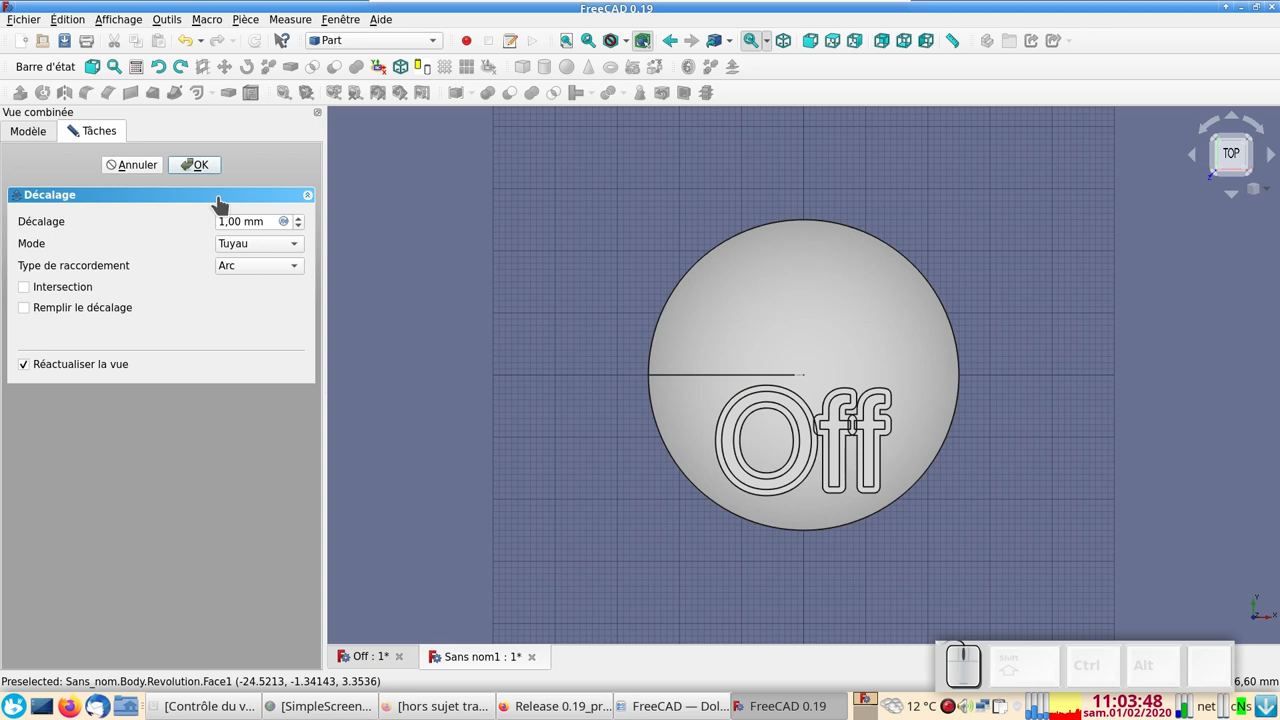 FreeCAD 0.19
Fichier Édition Affichage Outils Macro Pièce Measure Fenêtre Aide
Part
Barre d'état
Vue combinée
Modèle Tâches
Annuler OK
Décalage
Décalage 1,00 mm
Mode Tuyau
Type de raccordement Arc
Intersection
Remplir le décalage
Réactualiser la vue
TOP
Off
Y
X
Off : 1* Sans nom1 : 1*
Shift Ctrl Alt
Preselected: Sans_nom.Body.Revolution.Face1 (-24.5213, -1.34143, 3.3536) 6,60 mm
[Contrôle du v... [SimpleScreen... [hs] sujet tra... Release 0.19_pr... FreeCAD — Dol... FreeCAD 0.19 12 °C 11:03:48 net cNs
sam.01/02/2020